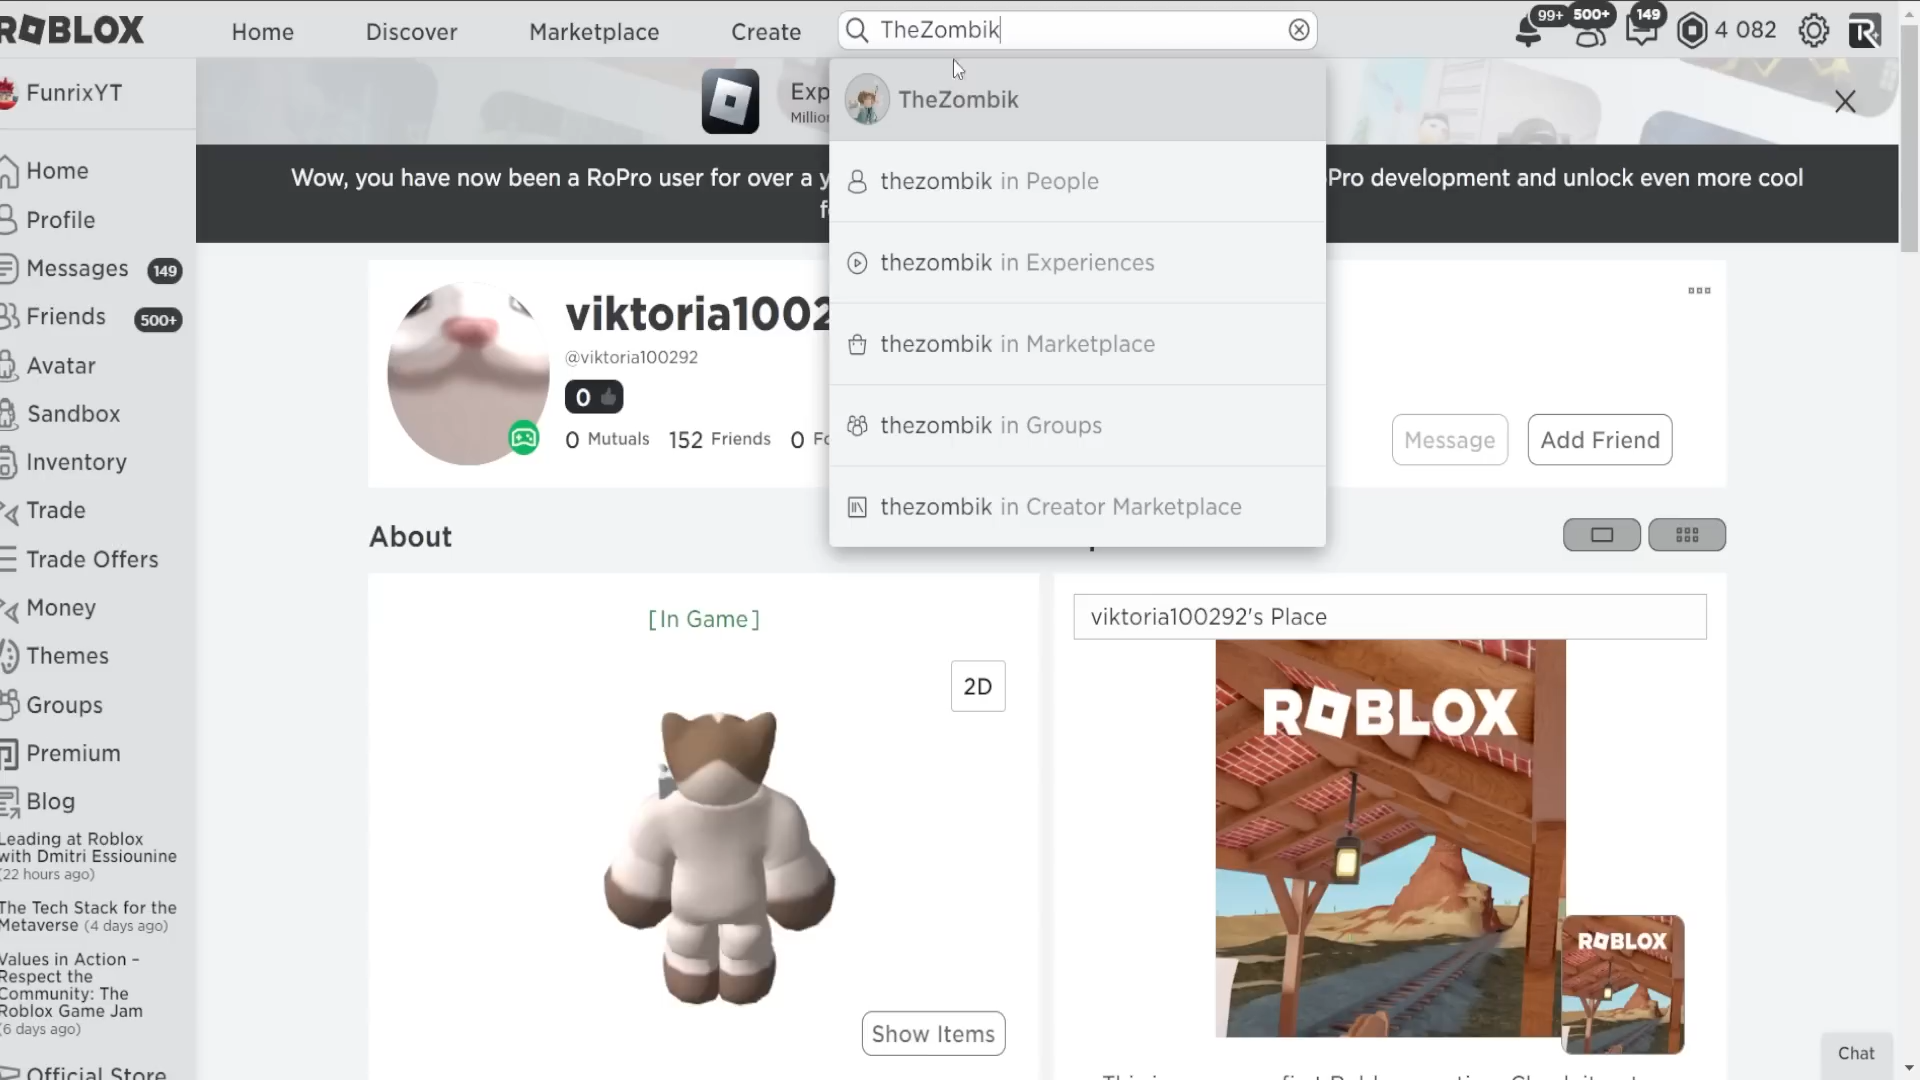 ROBLOX
Home
Discover
Marketplace
Create
TheZombik
99+
500+
149
4 082
FunrixYT
Exp
Million
TheZombik
thezombik in People
thezombik in Experiences
thezombik in Marketplace
thezombik in Groups
thezombik in Creator Marketplace
Wow, you have now been a RoPro user for over a y
Pro development and unlock even more cool
f
Home
Profile
Messages 149
Friends 500+
Avatar
Sandbox
Inventory
Trade
Trade Offers
Money
Themes
Groups
Premium
Blog
Leading at Roblox
with Dmitri Essiounine
(22 hours ago)
The Tech Stack for the
Metaverse (4 days ago)
Values in Action –
Respect the
Community: The
Roblox Game Jam
(6 days ago)
Official Store
viktoria1002
@viktoria100292
0
0 Mutuals 152 Friends 0 Fo
Message
Add Friend
About
[In Game]
2D
Show Items
viktoria100292's Place
ROBLOX
ROBLOX
Chat